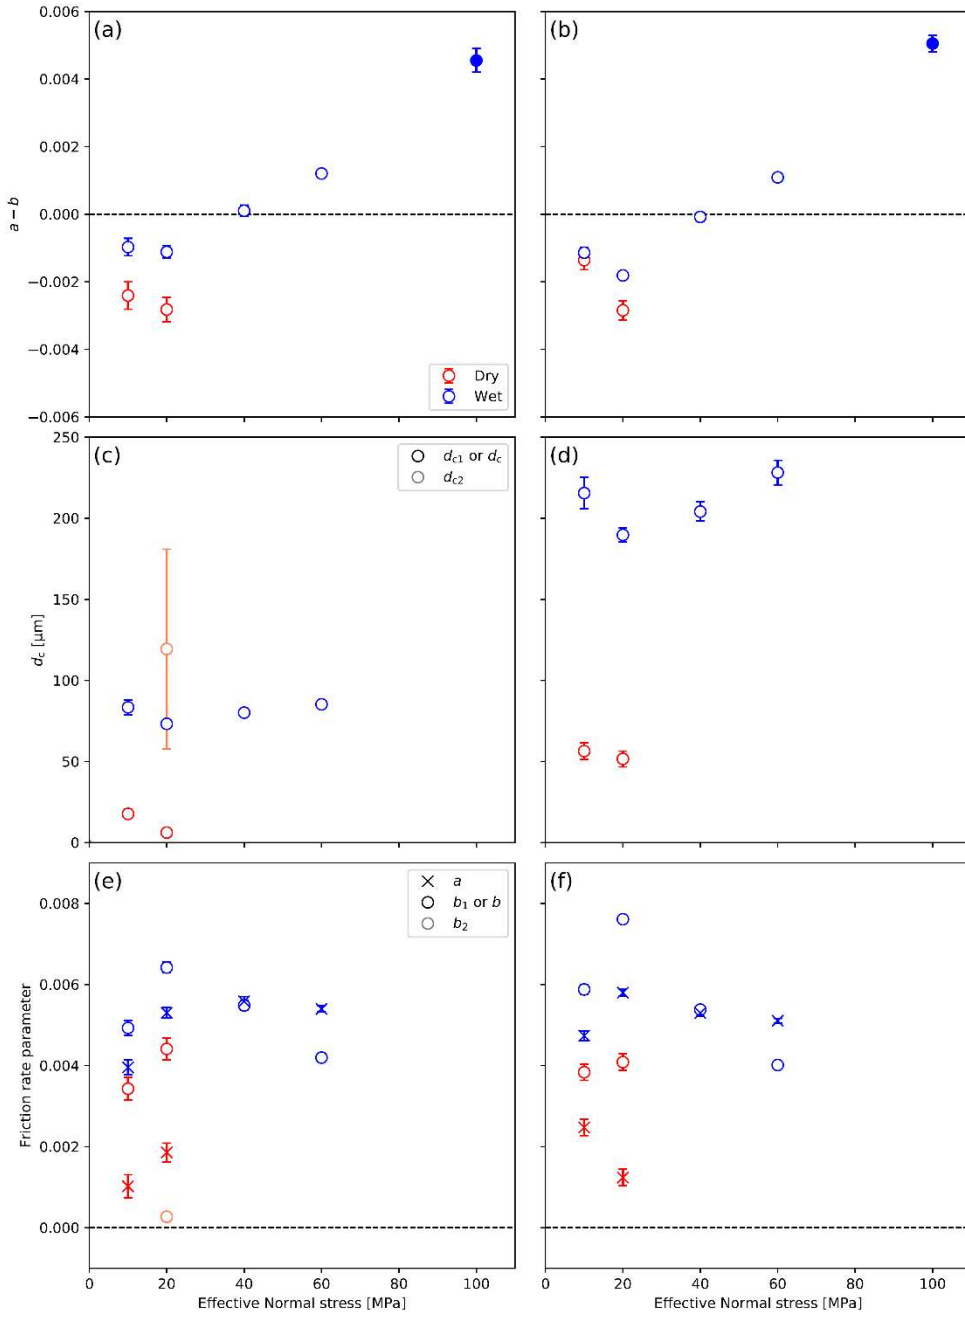 (a)
(b)
0.006
0.004
0.002
0.000
−0.002
−0.004
−0.006
a − b
Dry
Wet
(c)
(d)
250
200
150
100
50
0
d_c [μm]
d_c1 or d_c
d_c2
(e)
(f)
0.008
0.006
0.004
0.002
0.000
Friction rate parameter
a
b_1 or b
b_2
0 20 40 60 80 100
0 20 40 60 80 100
Effective Normal stress [MPa]
Effective Normal stress [MPa]